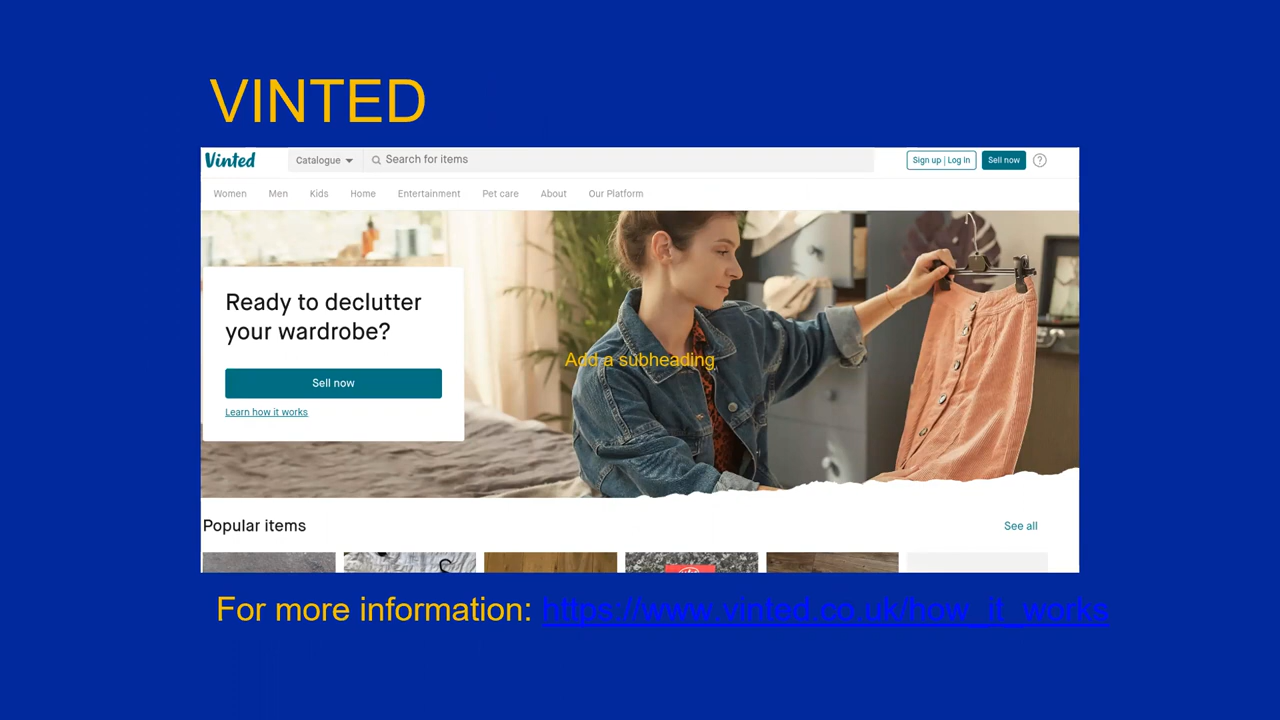 VINTED
Vinted
Catalogue
Search for items
Sign up | Log in
Sell now
?
Women Men Kids Home Entertainment Pet care About Our Platform
Ready to declutter
your wardrobe?
Sell now
Learn how it works
Add a subheading
Popular items
See all
For more information: https://www.vinted.co.uk/how_it_works